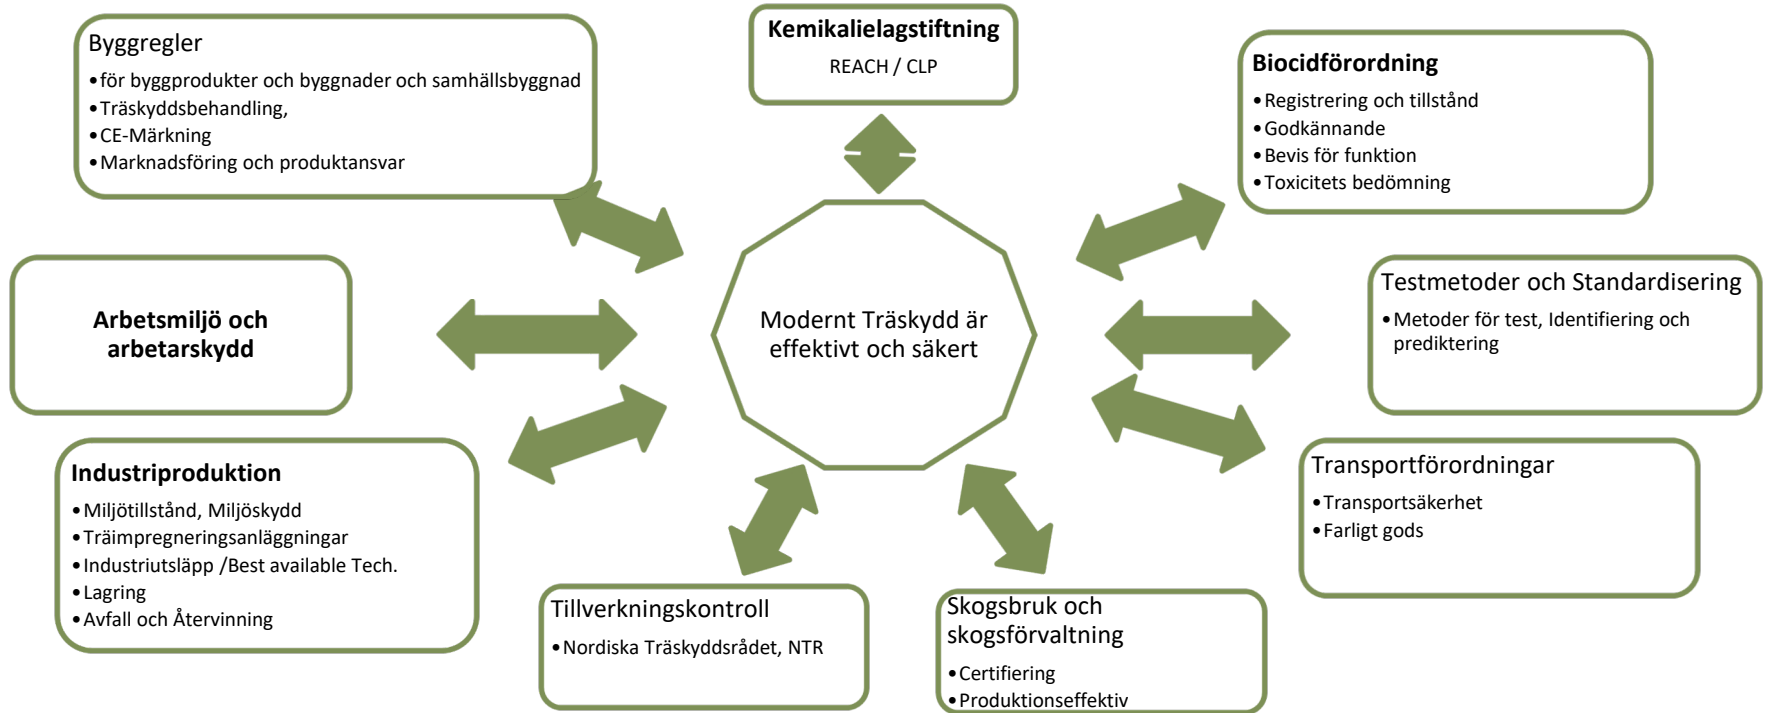 Kemikalielagstiftning
REACH / CLP
Byggregler
•för byggprodukter och byggnader och samhällsbyggnad
•Träskyddsbehandling,
•CE-Märkning
•Marknadsföring och produktansvar
Biocidförordning
•Registrering och tillstånd
•Godkännande
•Bevis för funktion
•Toxicitets bedömning
Arbetsmiljö och
arbetarskydd
Modernt Träskydd är
effektivt och säkert
Testmetoder och Standardisering
•Metoder för test, Identifiering och
prediktering
Industriproduktion
•Miljötillstånd, Miljöskydd
•Träimpregneringsanläggningar
•Industriutsläpp /Best available Tech.
•Lagring
•Avfall och Återvinning
Transportförordningar
•Transportsäkerhet
•Farligt gods
Tillverkningskontroll
•Nordiska Träskyddsrådet, NTR
Skogsbruk och
skogsförvaltning
•Certifiering
•Produktionseffektiv